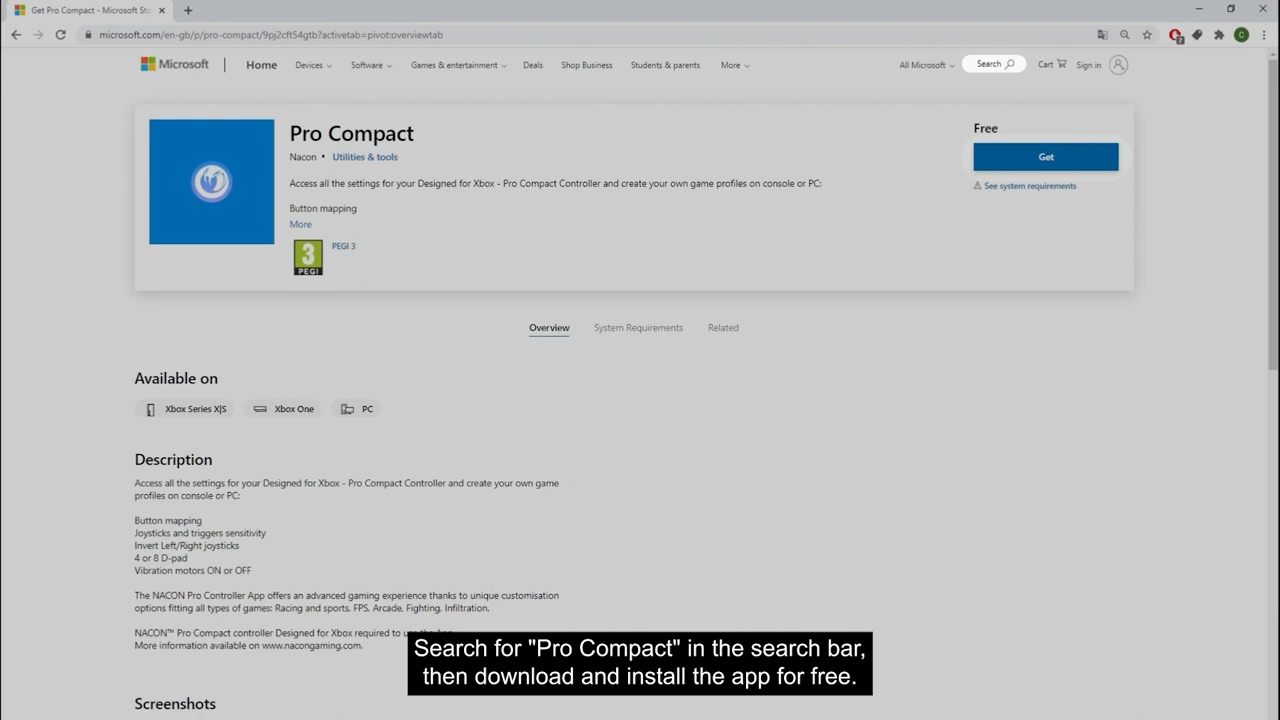 Get Pro Compact - Microsoft Sto
microsoft.com/en-gb/p/pro-compact/9pj2cft54gtb?activetab=pivot:overviewtab
7
C
Microsoft
Home
Devices
Software
Games & entertainment
Deals
Shop Business
Students & parents
More
All Microsoft
Search
Cart
Sign in
Pro Compact
Free
Nacon • Utilities & tools
Get
Access all the settings for your Designed for Xbox - Pro Compact Controller and create your own game profiles on console or PC:
See system requirements
Button mapping
More
3
PEGI
PEGI 3
Overview
System Requirements
Related
Available on
Xbox Series X|S
Xbox One
PC
Description
Access all the settings for your Designed for Xbox - Pro Compact Controller and create your own game
profiles on console or PC:
Button mapping
Joysticks and triggers sensitivity
Invert Left/Right joysticks
4 or 8 D-pad
Vibration motors ON or OFF
The NACON Pro Controller App offers an advanced gaming experience thanks to unique customisation
options fitting all types of games: Racing and sports, FPS, Arcade, Fighting, Infiltration.
NACON™ Pro Compact controller Designed for Xbox required to use
More information available on www.nacongaming.com.
Search for "Pro Compact" in the search bar,
then download and install the app for free.
Screenshots